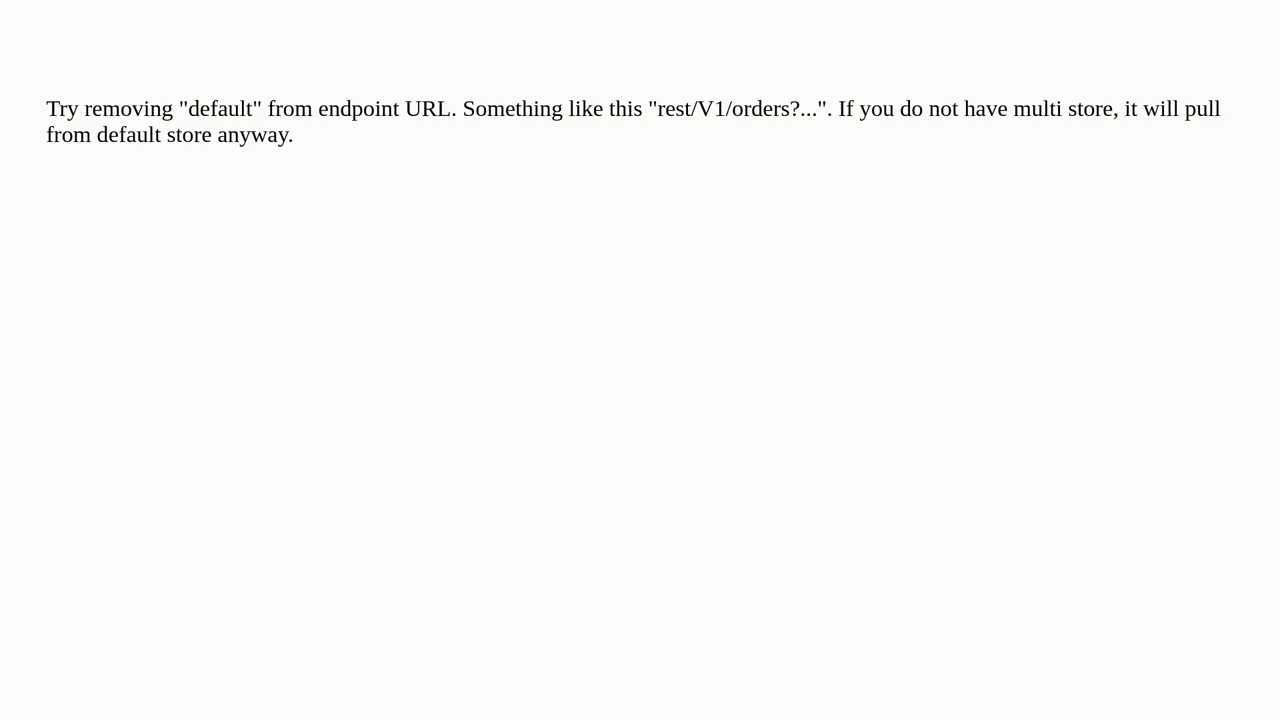 Try removing "default" from endpoint URL. Something like this "rest/V1/orders?...". If you do not have multi store, it will pull
from default store anyway.